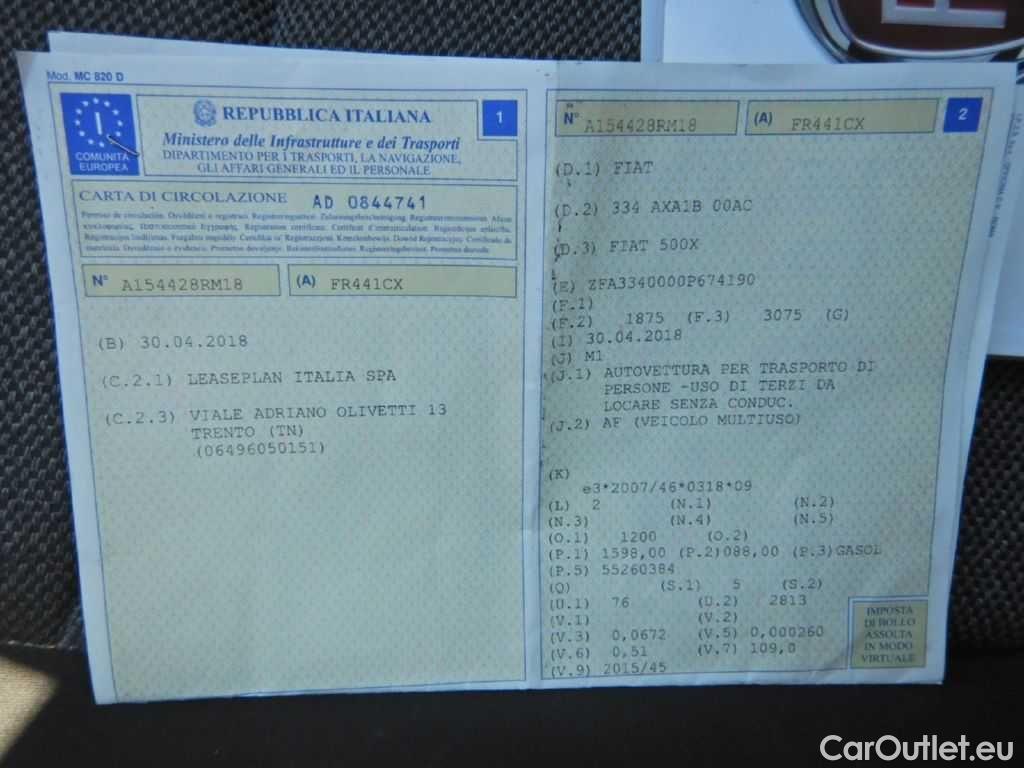 Mod. MC 820 D
I
COMUNITÀ
EUROPEA
REPUBBLICA ITALIANA
Ministero delle Infrastrutture e dei Trasporti
DIPARTIMENTO PER I TRASPORTI, LA NAVIGAZIONE,
GLI AFFARI GENERALI ED IL PERSONALE
1
CARTA DI CIRCOLAZIONE AD 0844741
N° A154428RM18 (A) FR441CX
(B) 30.04.2018
(C.2.1) LEASEPLAN ITALIA SPA
(C.2.3) VIALE ADRIANO OLIVETTI 13
TRENTO (TN)
(06496050151)
N° A154428RM18 (A) FR441CX
2
(D.1) FIAT
(D.2) 334 AXA1B 00AC
(D.3) FIAT 500X
(E) ZFA3340000P674190
(F.1)
(F.2) 1875 (F.3) 3075 (G)
(I) 30.04.2018
(J) M1
(J.1) AUTOVETTURA PER TRASPORTO DI
PERSONE -USO DI TERZI DA
LOCARE SENZA CONDUC.
(J.2) AF (VEICOLO MULTIUSO)
(K)
e3*2007/46*0318*09
(L) 2 (N.1) (N.2)
(N.3) (N.4) (N.5)
(O.1) 1200 (O.2)
(P.1) 1598,00 (P.2)088,00 (P.3)GASOL
(P.5) 55260384
(Q) (S.1) 5 (S.2)
(U.1) 76 (U.2) 2813
(V.1) (V.2)
(V.3) 0,0672 (V.5) 0,000260
(V.6) 0,51 (V.7) 109,0
(V.9) 2015/45
IMPOSTA
DI BOLLO
ASSOLTA
IN MODO
VIRTUALE
CarOutlet.eu